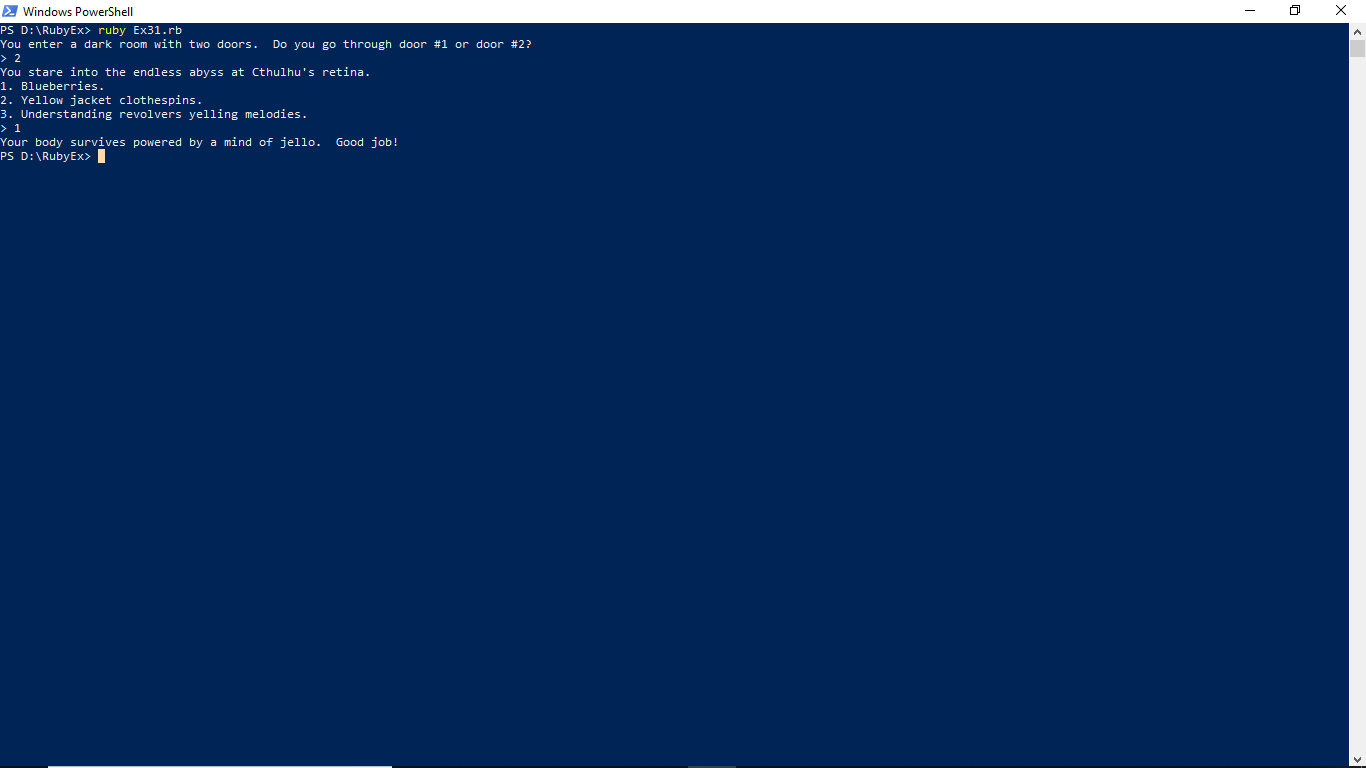 Windows PowerShell
PS D:\RubyEx> ruby Ex31.rb
You enter a dark room with two doors.  Do you go through door #1 or door #2?
> 2
You stare into the endless abyss at Cthulhu's retina.
1. Blueberries.
2. Yellow jacket clothespins.
3. Understanding revolvers yelling melodies.
> 1
Your body survives powered by a mind of jello.  Good job!
PS D:\RubyEx>